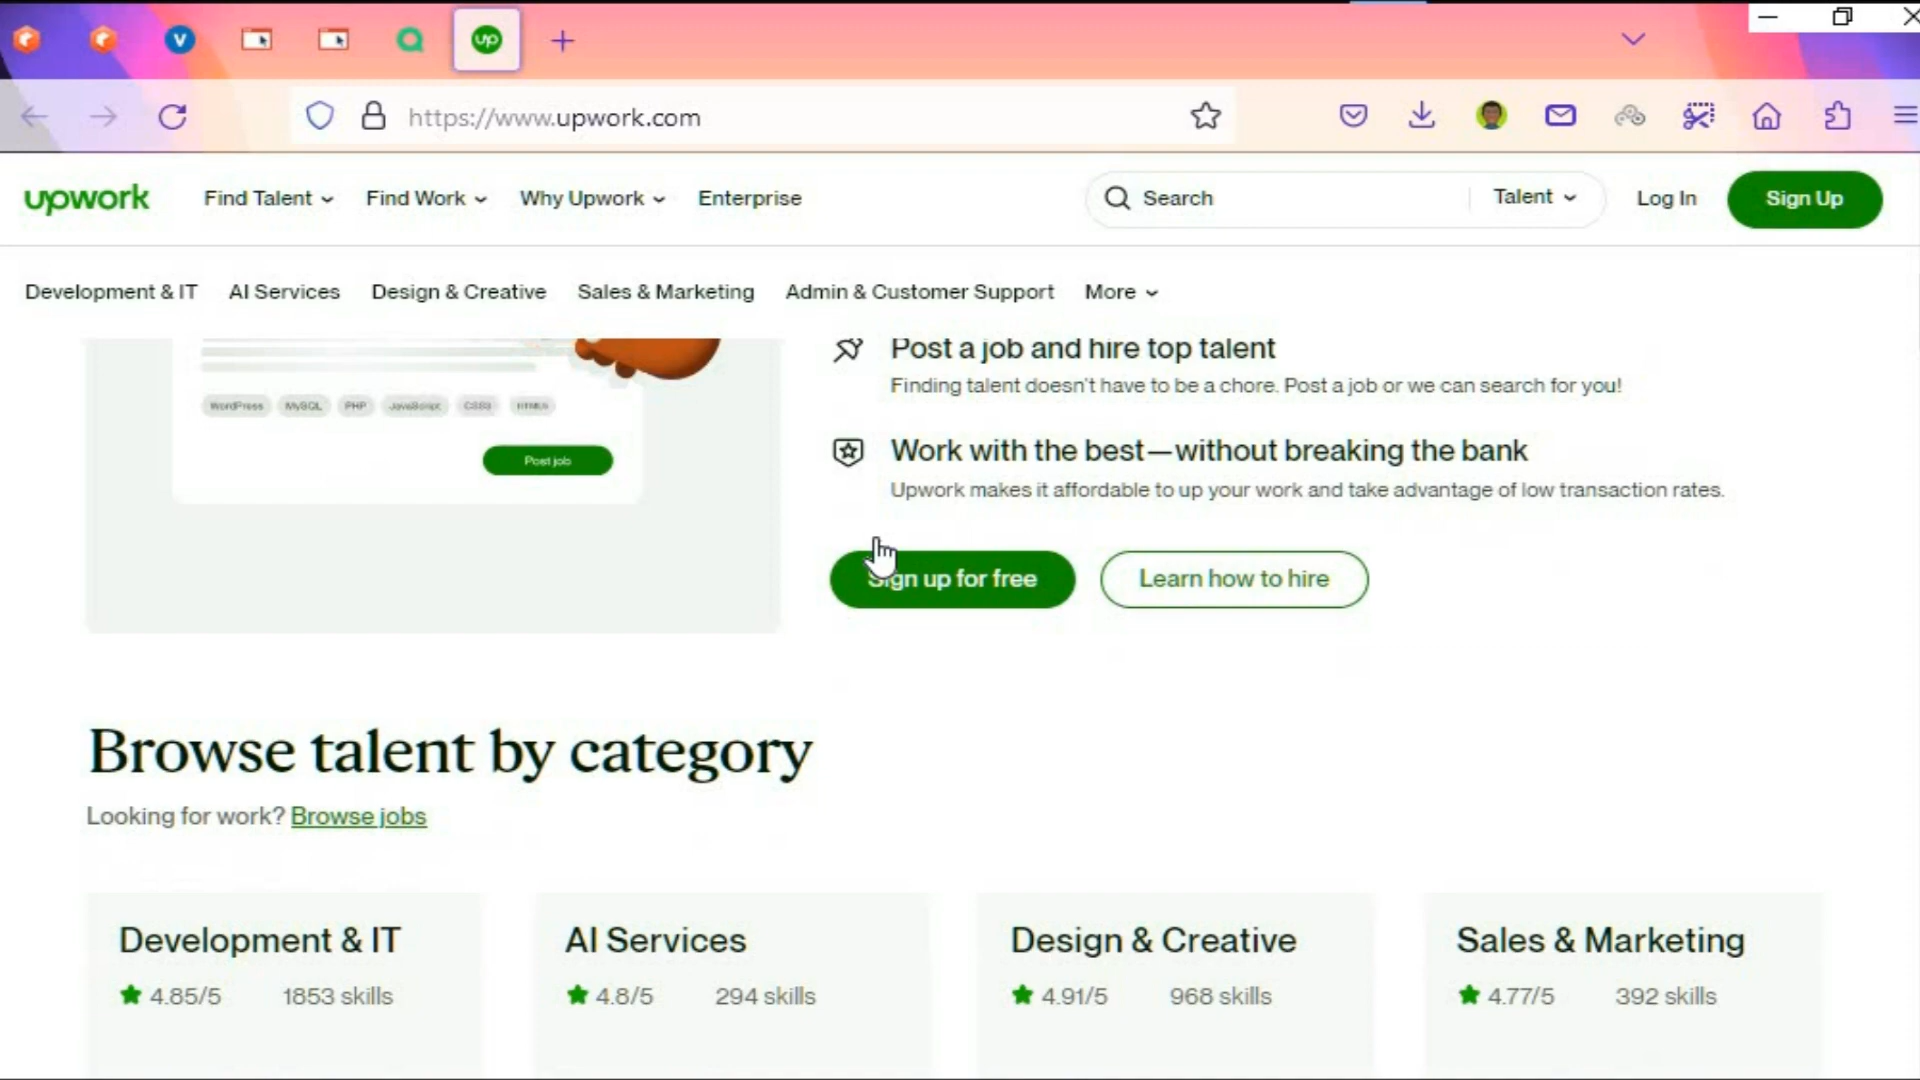 https://www.upwork.com
upwork Find Talent Find Work Why Upwork Enterprise Search Talent Log In Sign Up
Development & IT AI Services Design & Creative Sales & Marketing Admin & Customer Support More
Post a job and hire top talent
Finding talent doesn't have to be a chore. Post a job or we can search for you!
WordPress MySQL PHP JavaScript CSS3 HTML5
Work with the best—without breaking the bank
Post job
Upwork makes it affordable to up your work and take advantage of low transaction rates.
Sign up for free Learn how to hire
Browse talent by category
Looking for work? Browse jobs
Development & IT AI Services Design & Creative Sales & Marketing
4.85/5 1853 skills 4.8/5 294 skills 4.91/5 968 skills 4.77/5 392 skills